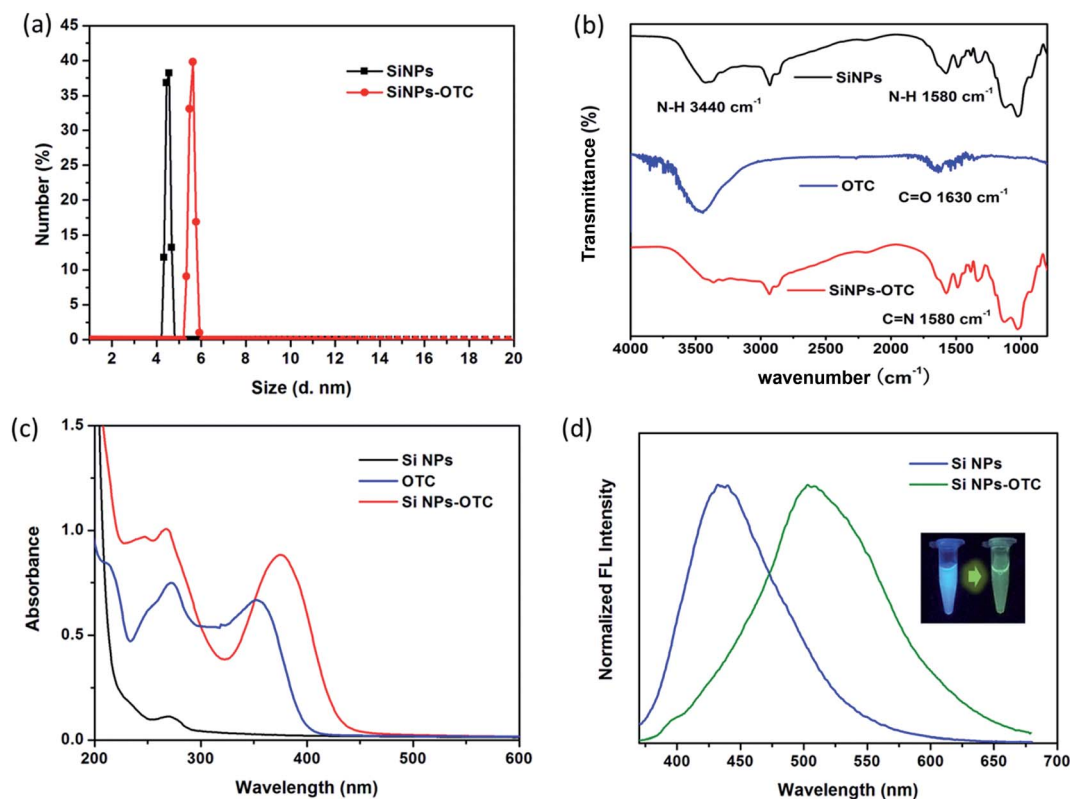 (a)
45
40
35
30
25
20
15
10
5
0
Number (%)
SiNPs
SiNPs-OTC
2 4 6 8 10 12 14 16 18 20
Size (d. nm)
(b)
Transmittance (%)
SiNPs
N-H 3440 cm⁻¹
N-H 1580 cm⁻¹
OTC
C=O 1630 cm⁻¹
SiNPs-OTC
C=N 1580 cm⁻¹
4000 3500 3000 2500 2000 1500 1000
wavenumber (cm⁻¹)
(c)
1.5
1.0
0.5
0.0
Absorbance
Si NPs
OTC
Si NPs-OTC
200 300 400 500 600
Wavelength (nm)
(d)
Normalized FL Intensity
Si NPs
Si NPs-OTC
400 450 500 550 600 650 700
Wavelength (nm)